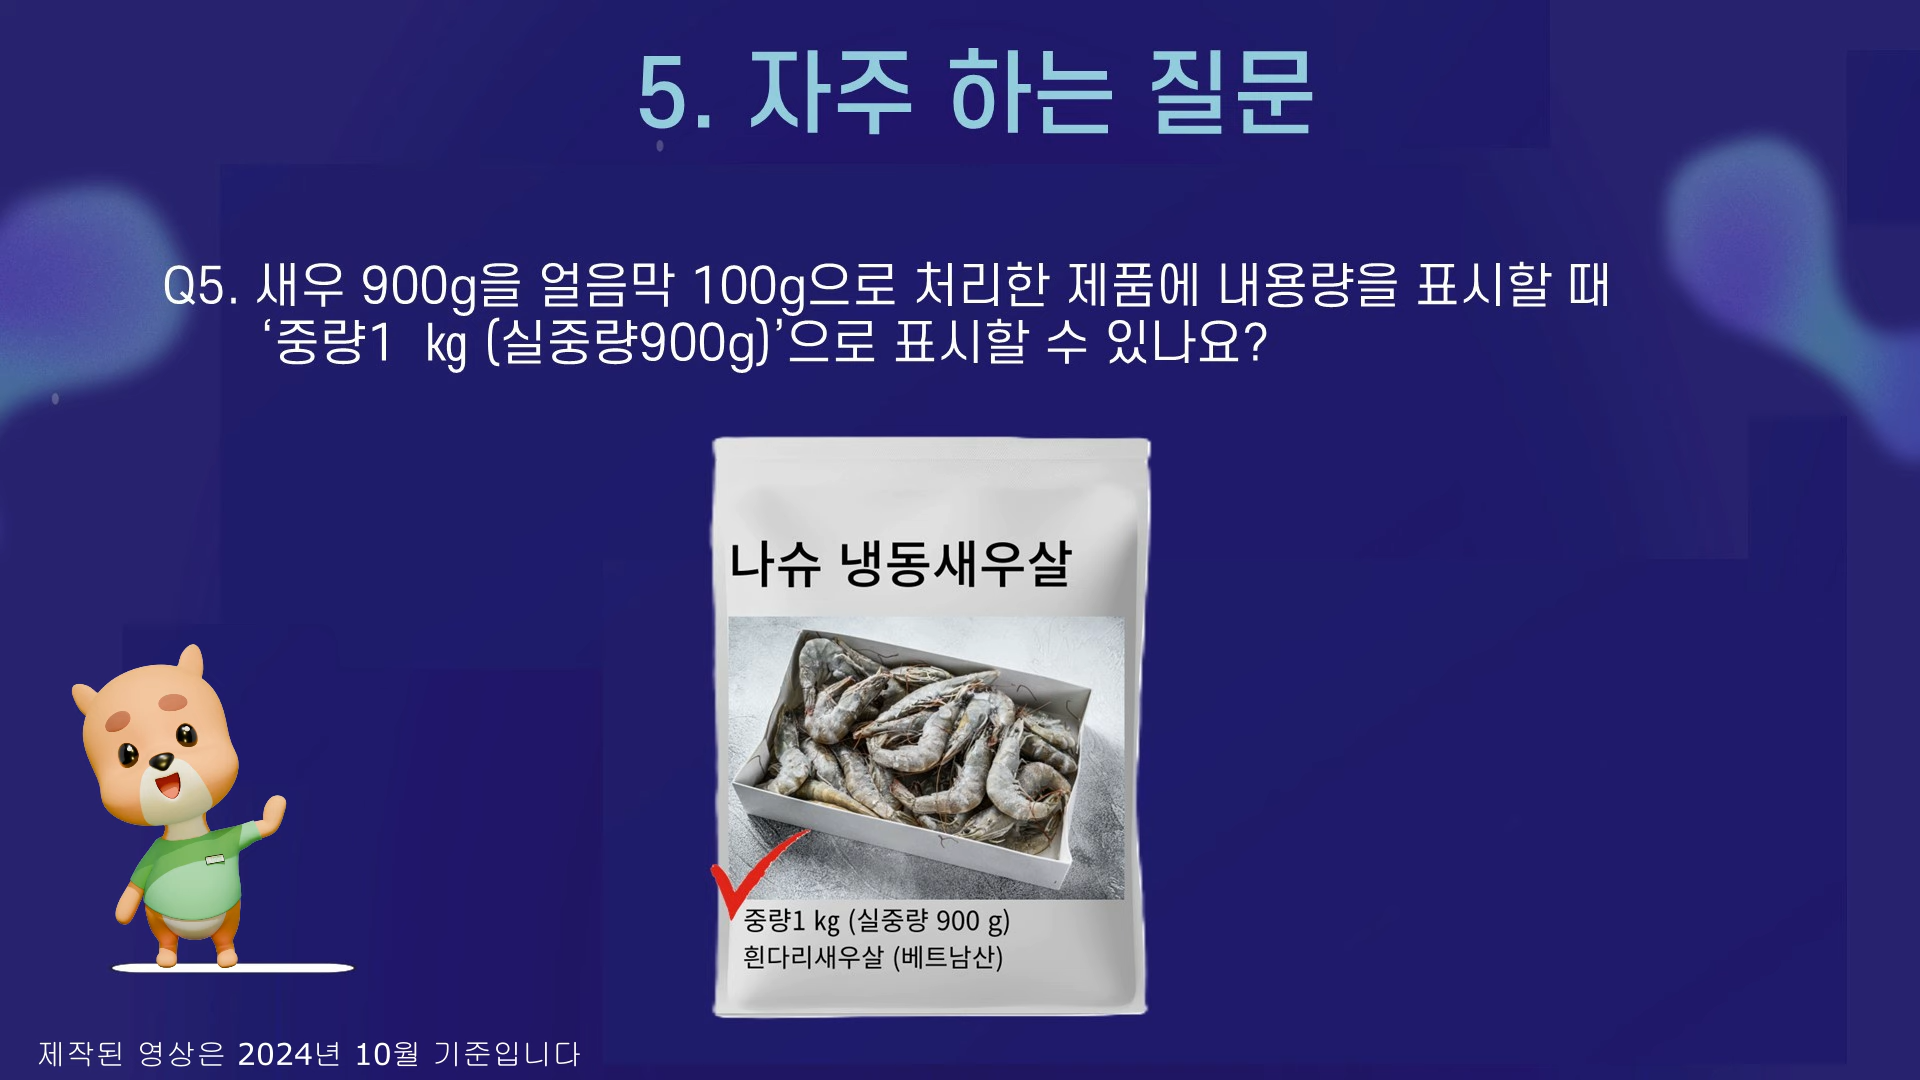 5. 자주 하는 질문
Q5. 새우 900g을 얼음막 100g으로 처리한 제품에 내용량을 표시할 때
‘중량1 kg (실중량900g)’으로 표시할 수 있나요?
나슈 냉동새우살
중량1 kg (실중량 900 g)
흰다리새우살 (베트남산)
제작된 영상은 2024년 10월 기준입니다